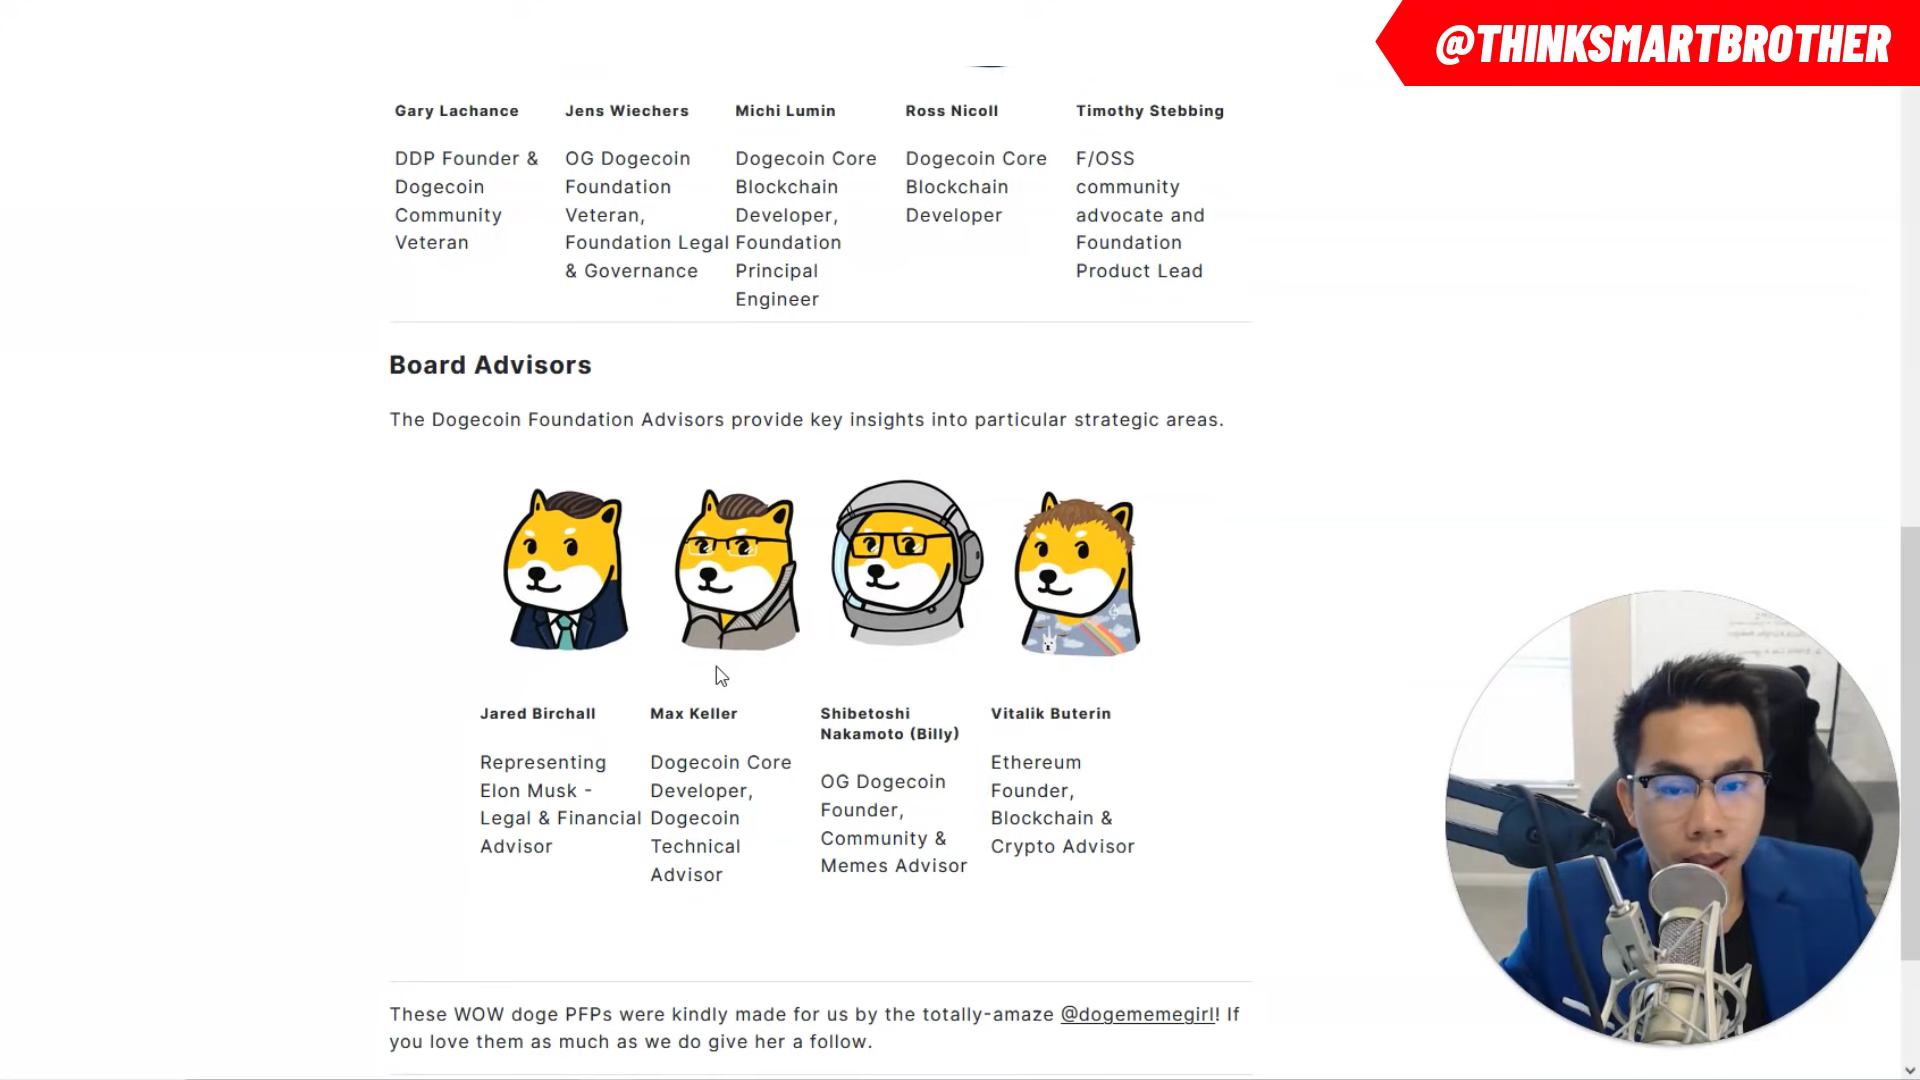 @THINKSMARTBROTHER
Gary Lachance
DDP Founder &
Dogecoin
Community
Veteran
Jens Wiechers
OG Dogecoin
Foundation
Veteran,
Foundation Legal
& Governance
Michi Lumin
Dogecoin Core
Blockchain
Developer,
Foundation
Principal
Engineer
Ross Nicoll
Dogecoin Core
Blockchain
Developer
Timothy Stebbing
F/OSS
community
advocate and
Foundation
Product Lead
Board Advisors
The Dogecoin Foundation Advisors provide key insights into particular strategic areas.
Jared Birchall
Representing
Elon Musk -
Legal & Financial
Advisor
Max Keller
Dogecoin Core
Developer,
Dogecoin
Technical
Advisor
Shibetoshi
Nakamoto (Billy)
OG Dogecoin
Founder,
Community &
Memes Advisor
Vitalik Buterin
Ethereum
Founder,
Blockchain &
Crypto Advisor
These WOW doge PFPs were kindly made for us by the totally-amaze @dogememegirl! If
you love them as much as we do give her a follow.